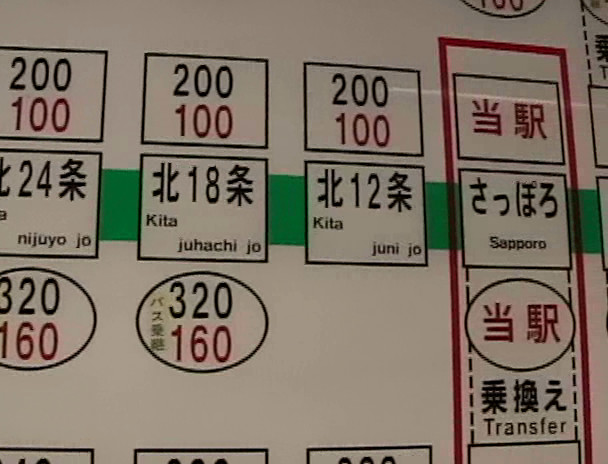 200
100
200
100
200
100
当駅
24条
nijuyo jo
北18条
Kita
juhachi jo
北12条
Kita
juni jo
さっぽろ
Sapporo
320
160
バス乗継
320
160
当駅
乗換え
Transfer